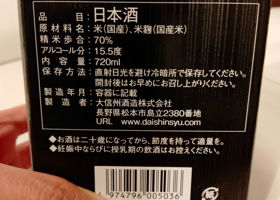 品目 日本酒
原材料名 米(国産)、米麹(国産米)
精米歩合 70%
アルコール分 15.5度
内容量 720ml
保存方法 直射日光を避け冷暗所で保存してください。
開封後はお早めにお召し上がりください。
製造年月 容器に記載
製造者 大信州酒造株式会社
長野県松本市島立2380番地
URL www.daishinsyu.com
◆お酒は二十歳になってから、節度を持って適量を。
◆妊娠中ならびに授乳期の飲酒はお控えください。
4 974796 005036
紙